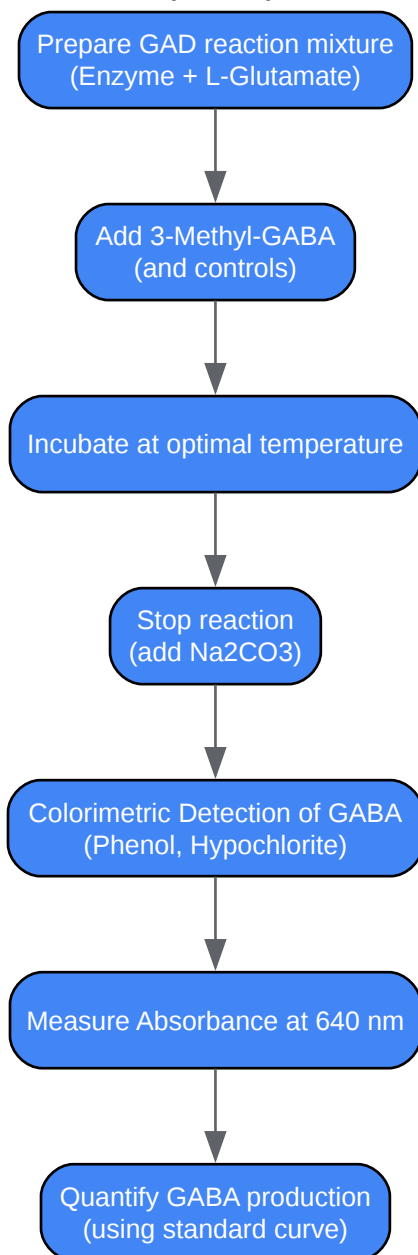 Prepare GAD reaction mixture
(Enzyme + L-Glutamate)
Add 3-Methyl-GABA
(and controls)
Incubate at optimal temperature
Stop reaction
(add Na2CO3)
Colorimetric Detection of GABA
(Phenol, Hypochlorite)
Measure Absorbance at 640 nm
Quantify GABA production
(using standard curve)